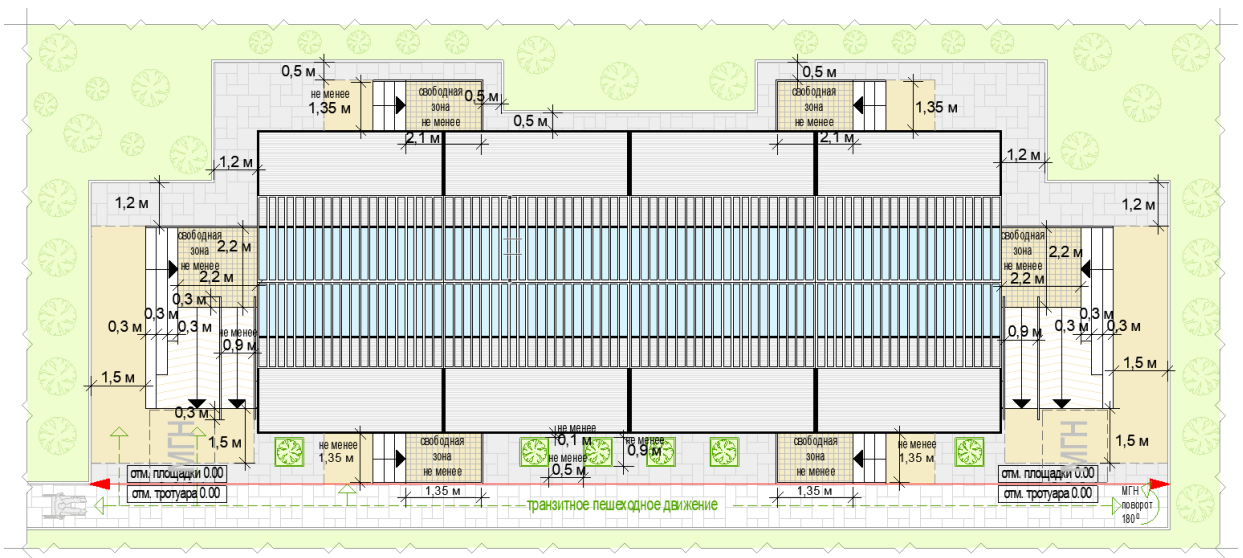 0,5 м
0,5 м
не менее
1,35 м
свободная
зона
не менее
0,5 м
0,5 м
2,1 м
свободная
зона
не менее
1,35 м
2,1 м
1,2 м
1,2 м
1,2 м
1,2 м
свободная
зона
не менее
2,2 м
2,2 м
свободная
зона
не менее
2,2 м
2,2 м
0,3 м
0,3 м
0,3 м
0,3 м
не менее
0,9 м
0,9 м
0,3 м
0,3 м
1,5 м
1,5 м
0,3 м
1,5 м
МГН
не менее
1,35 м
свободная
зона
не менее
1,35 м
не менее
0,1 м
не менее
0,9 м
не менее
0,5 м
свободная
зона
не менее
1,35 м
не менее
1,35 м
МГН
1,5 м
отм. площадки 0.00
отм. тротуара 0.00
отм. площадки 0.00
отм. тротуара 0.00
транзитное пешеходное движение
МГН
поворот
180°